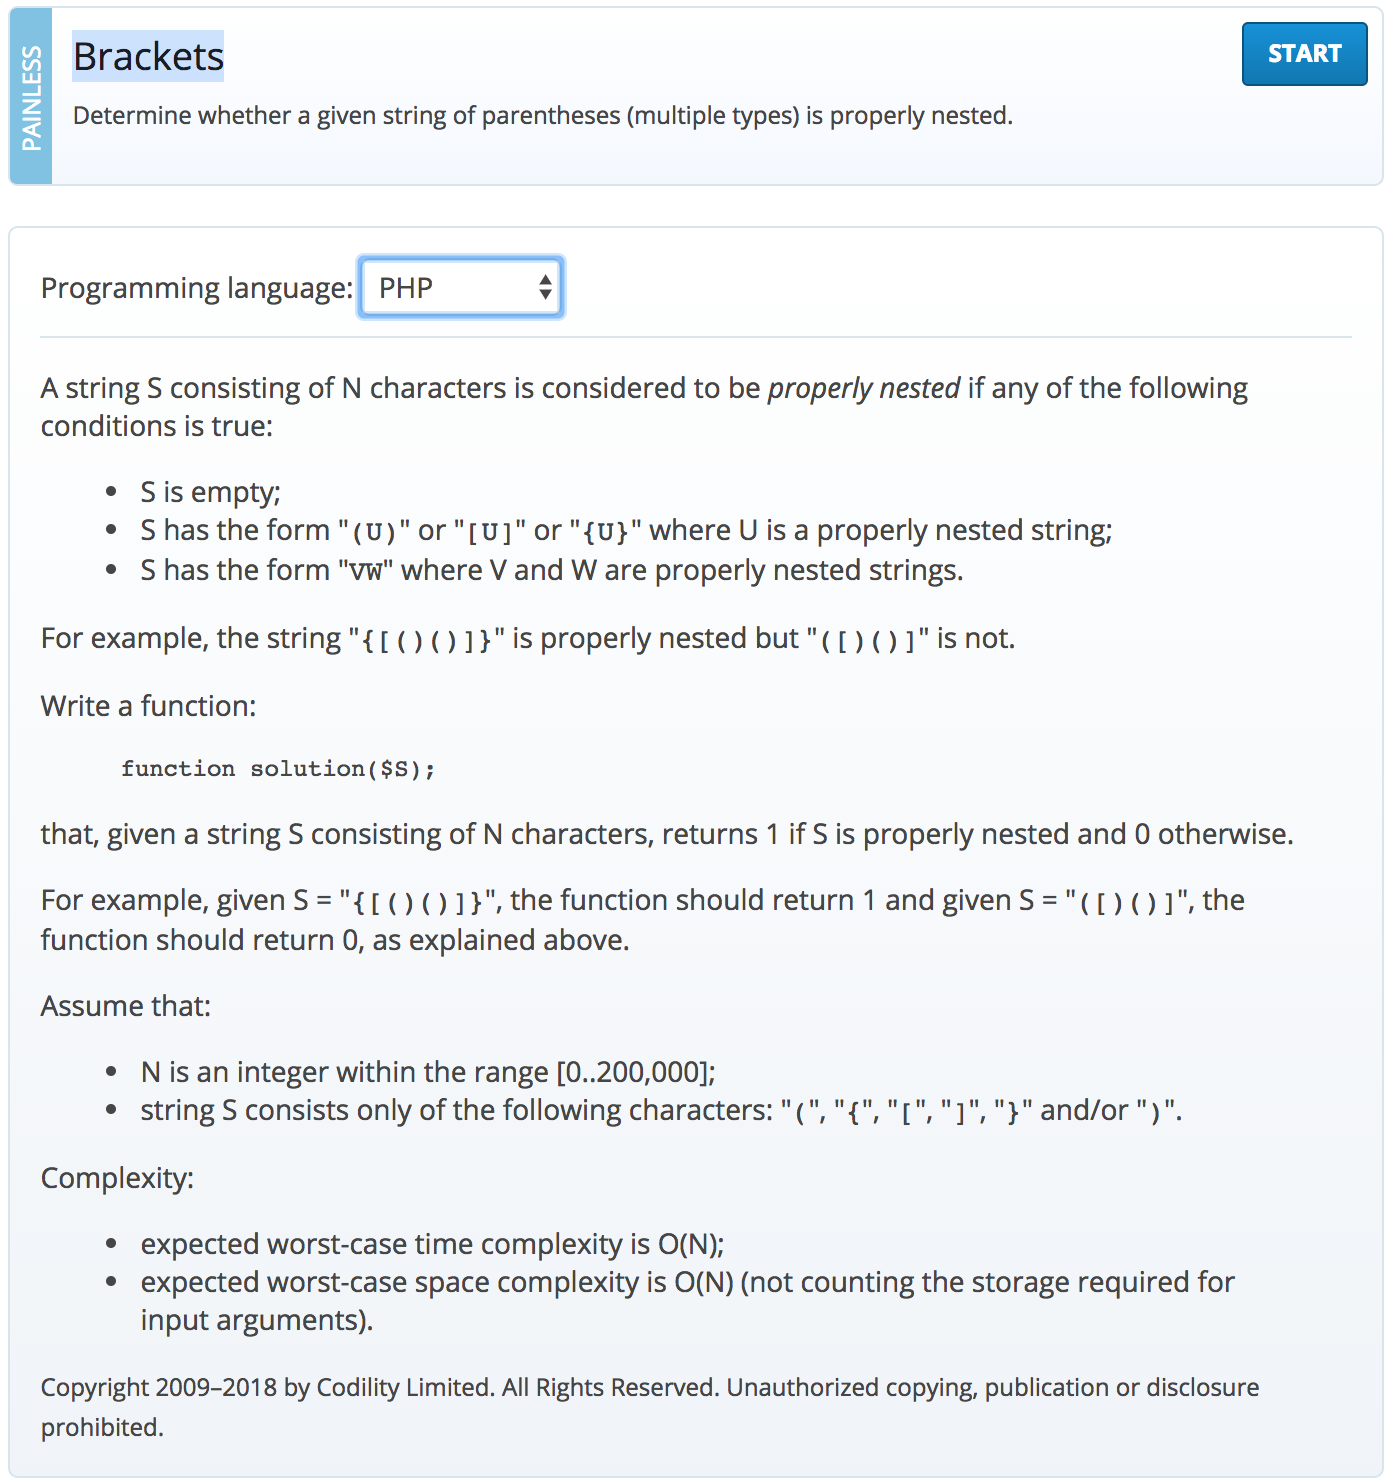 PAINLESS
Brackets
START
Determine whether a given string of parentheses (multiple types) is properly nested.
Programming language: PHP
A string S consisting of N characters is considered to be properly nested if any of the following
conditions is true:
• S is empty;
• S has the form "(U)" or "[U]" or "{U}" where U is a properly nested string;
• S has the form "VW" where V and W are properly nested strings.
For example, the string "{[()()]}" is properly nested but "([)()]" is not.
Write a function:
function solution($S);
that, given a string S consisting of N characters, returns 1 if S is properly nested and 0 otherwise.
For example, given S = "{[()()]}", the function should return 1 and given S = "([)()]", the
function should return 0, as explained above.
Assume that:
• N is an integer within the range [0..200,000];
• string S consists only of the following characters: "(", "{", "[", "]", "}" and/or ")".
Complexity:
• expected worst-case time complexity is O(N);
• expected worst-case space complexity is O(N) (not counting the storage required for
input arguments).
Copyright 2009–2018 by Codility Limited. All Rights Reserved. Unauthorized copying, publication or disclosure
prohibited.